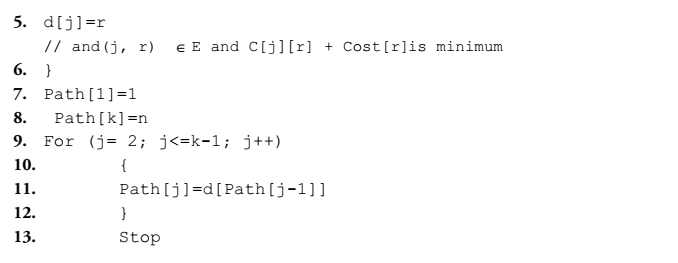 5. d[j]=r
// and(j, r) ∈ E and C[j][r] + Cost[r]is minimum
6. }
7. Path[1]=1
8. Path[k]=n
9. For (j= 2; j<=k-1; j++)
10. {
11. Path[j]=d[Path[j-1]]
12. }
13. Stop